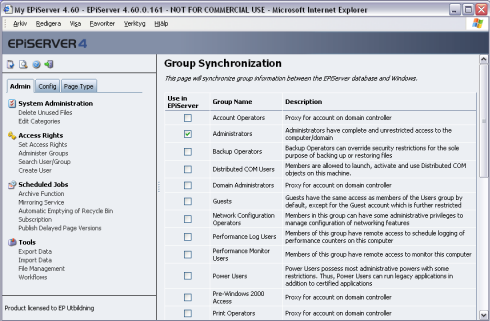 My EPiServer 4.60 - EPiServer 4.60.0.161 - NOT FOR COMMERCIAL USE - Microsoft Internet Explorer
Arkiv Redigera Visa Favoriter Verktyg Hjälp
EPiSERVER 4
Admin Config Page Type
System Administration
Delete Unused Files
Edit Categories
Access Rights
Set Access Rights
Administer Groups
Search User/Group
Create User
Scheduled Jobs
Archive Function
Mirroring Service
Automatic Emptying of Recycle Bin
Subscription
Publish Delayed Page Versions
Tools
Export Data
Import Data
File Management
Workflows
Product licensed to EP Utbildning
Group Synchronization
This page will synchronize group information between the EPiServer database and Windows.
Use in EPiServer Group Name Description
Account Operators Proxy for account on domain controller
Administrators Administrators have complete and unrestricted access to the computer/domain
Backup Operators Backup Operators can override security restrictions for the sole purpose of backing up or restoring files
Distributed COM Users Members are allowed to launch, activate and use Distributed COM objects on this machine.
Domain Administrators Proxy for account on domain controller
Guests Guests have the same access as members of the Users group by default, except for the Guest account which is further restricted
Network Configuration Operators Members in this group can have some administrative privileges to manage configuration of networking features
Performance Log Users Members of this group have remote access to schedule logging of performance counters on this computer
Performance Monitor Users Members of this group have remote access to monitor this computer
Power Users Power Users possess most administrative powers with some restrictions. Thus, Power Users can run legacy applications in addition to certified applications
Pre-Windows 2000 Access Proxy for account on domain controller
Print Operators Proxy for account on domain controller